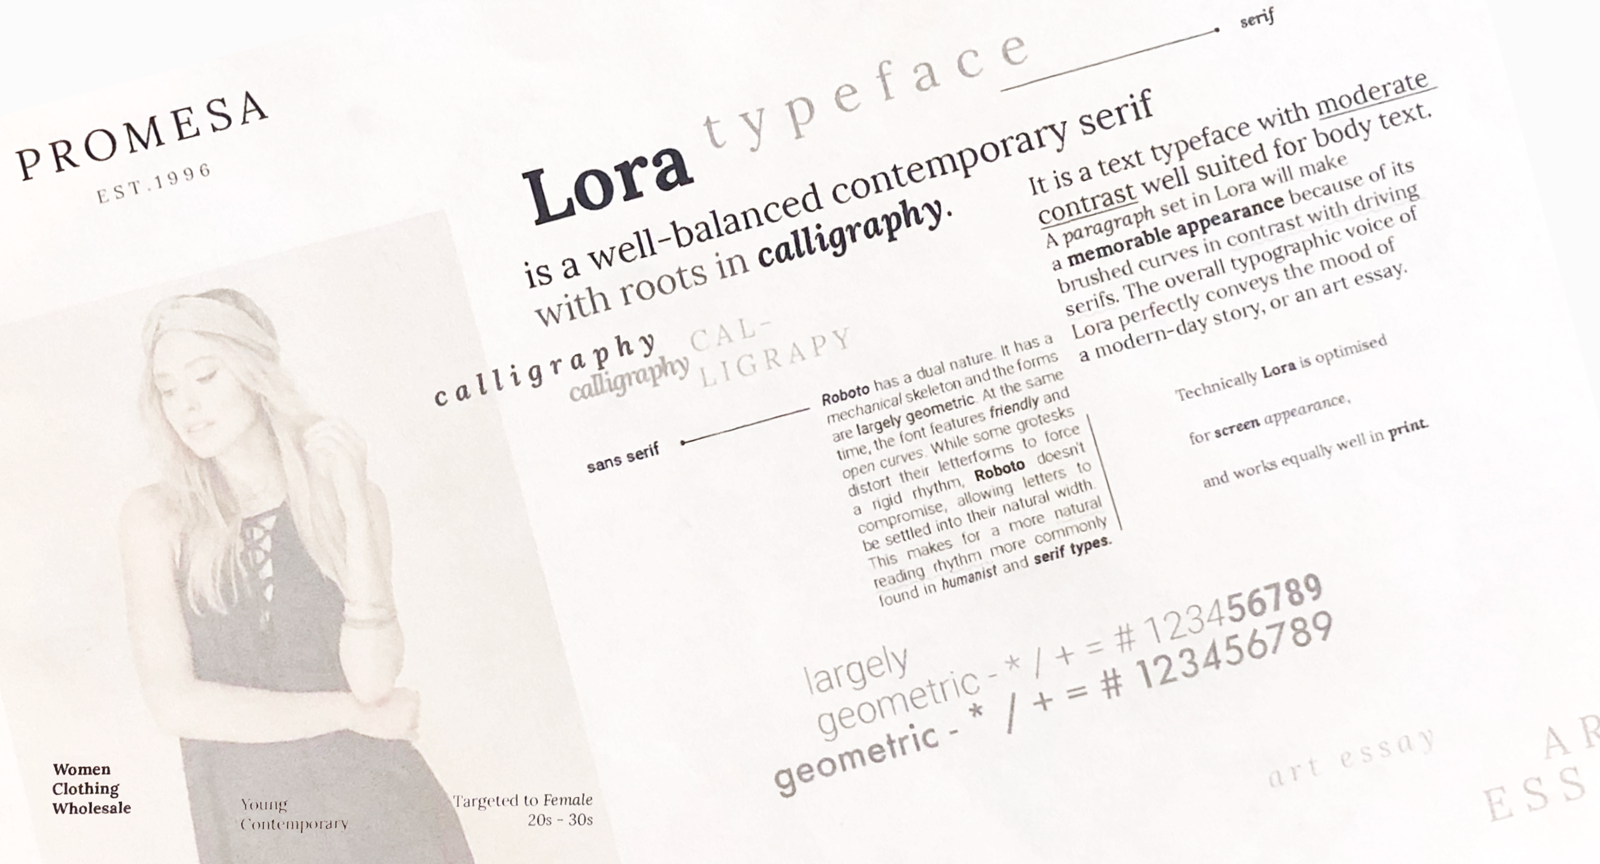 PROMESA
EST.1996
Lora typeface
serif
is a well-balanced contemporary serif
with roots in calligraphy.
It is a text typeface with moderate
contrast well suited for body text.
A paragraph set in Lora will make
a memorable appearance because of its
brushed curves in contrast with driving
serifs. The overall typographic voice of
Lora perfectly conveys the mood of
a modern-day story, or an art essay.
calligraphy
calligraphy
CAL-
LIGRAPY
sans serif
Roboto has a dual nature. It has a
mechanical skeleton and the forms
are largely geometric. At the same
time, the font features friendly and
open curves. While some grotesks
distort their letterforms to force
a rigid rhythm, Roboto doesn't
compromise, allowing letters to
be settled into their natural width.
This makes for a more natural
reading rhythm more commonly
found in humanist and serif types.
Technically Lora is optimised
for screen appearance,
and works equally well in print.
largely
geometric - * / + = # 123456789
geometric - * / + = # 123456789
art essay
AR
ESS
Women
Clothing
Wholesale
Young
Contemporary
Targeted to Female
20s - 30s